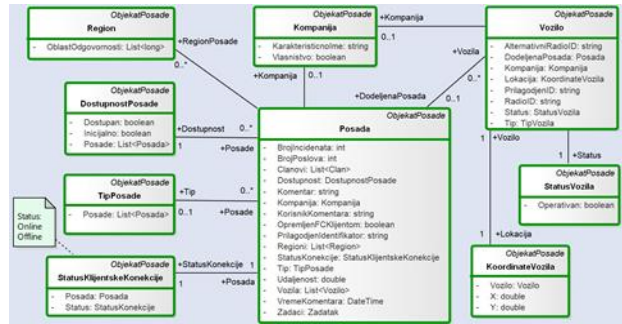 ObjekatPosade
Region
- OblastOdgovornosti: List<long>
ObjekatPosade
Kompanija
- KarakteristicnoIme: string
- Vlasnistvo: boolean
ObjekatPosade
Vozilo
- AlternativniRadioID: string
- DodeljenaPosada: Posada
- Kompanija: Kompanija
- Lokacija: KoordinateVozila
- PrilagodjenID: string
- RadioID: string
- Status: StatusVozila
- Tip: TipVozila
+Kompanija
0..1
+RegionPosade
0..*
+Kompanija 0..1
+Vozila
0..*
+DodeljenaPosada
0..1
ObjekatPosade
DostupnostPosade
- Dostupan: boolean
- Inicijalno: boolean
- Posade: List<Posada>
+Dostupnost 0..*
1 +Posade
ObjekatPosade
Posada
- BrojIncidenata: int
- BrojPoslova: int
- Clanovi: List<Clan>
- Dostupnost: DostupnostPosade
- Komentar: string
- Kompanija: Kompanija
- KorisnikKomentara: string
- OpremljenFCKlijentom: boolean
- PrilagodjenIdentifikator: string
- Regioni: List<Region>
- StatusKonekcije: StatusKlijentskeKonekcije
- Tip: TipPosade
- Udaljenost: double
- Vozila: List<Vozilo>
- VremeKomentara: DateTime
- Zadaci: Zadatak
1
+Vozilo
1 +Status
ObjekatPosade
StatusVozila
- Operativan: boolean
ObjekatPosade
TipPosade
- Posade: List<Posada>
+Tip 0..*
0..1 +Posade
Status:
Online
Offline
ObjekatPosade
StatusKlijentskeKonekcije
- Posada: Posada
- Status: StatusKonekcije
+StatusKonekcije 1
1 +Posada
1 +Lokacija
ObjekatPosade
KoordinateVozila
- Vozilo: Vozilo
- X: double
- Y: double